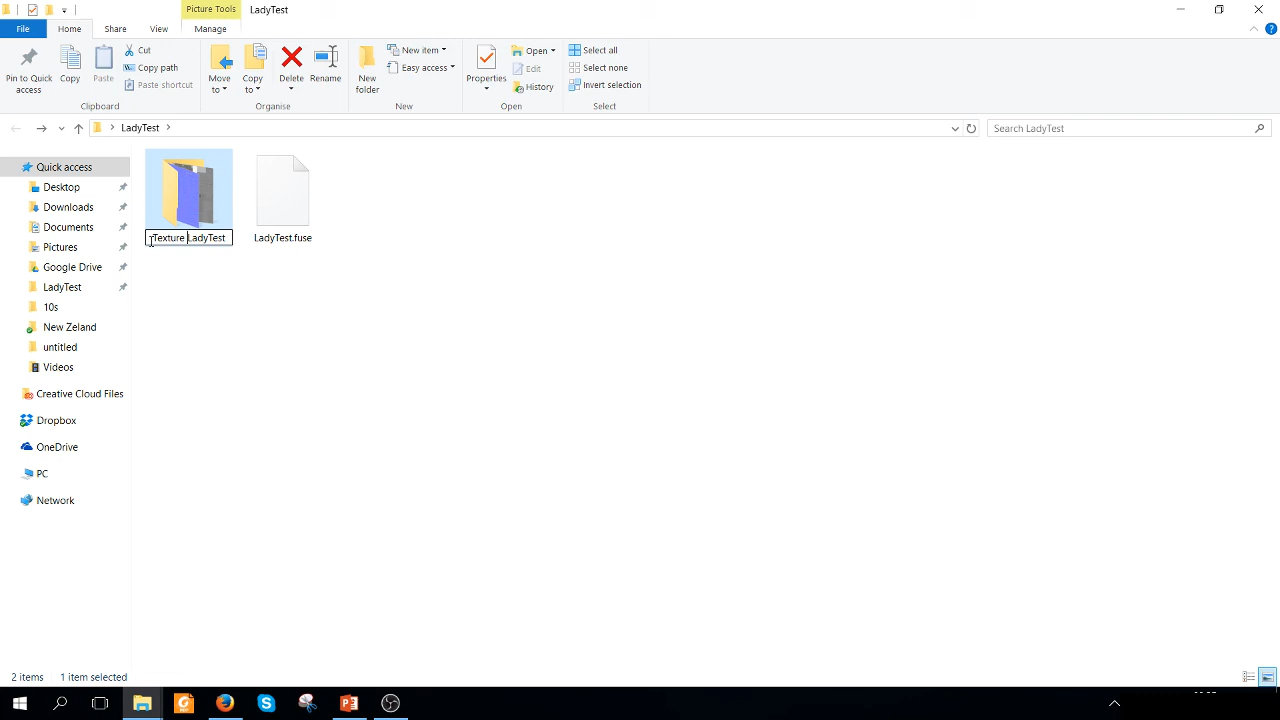 Picture Tools
LadyTest
File
Home
Share
View
Manage
Pin to Quick access
Copy
Paste
Cut
Copy path
Paste shortcut
Clipboard
Move to
Copy to
Delete
Rename
Organise
New folder
New item
Easy access
New
Properties
Open
Edit
History
Open
Select all
Select none
Invert selection
Select
LadyTest
Search LadyTest
Quick access
Desktop
Downloads
Documents
Pictures
Google Drive
LadyTest
10s
New Zeland
untitled
Videos
Creative Cloud Files
Dropbox
OneDrive
PC
Network
Texture LadyTest
LadyTest.fuse
2 items
1 item selected